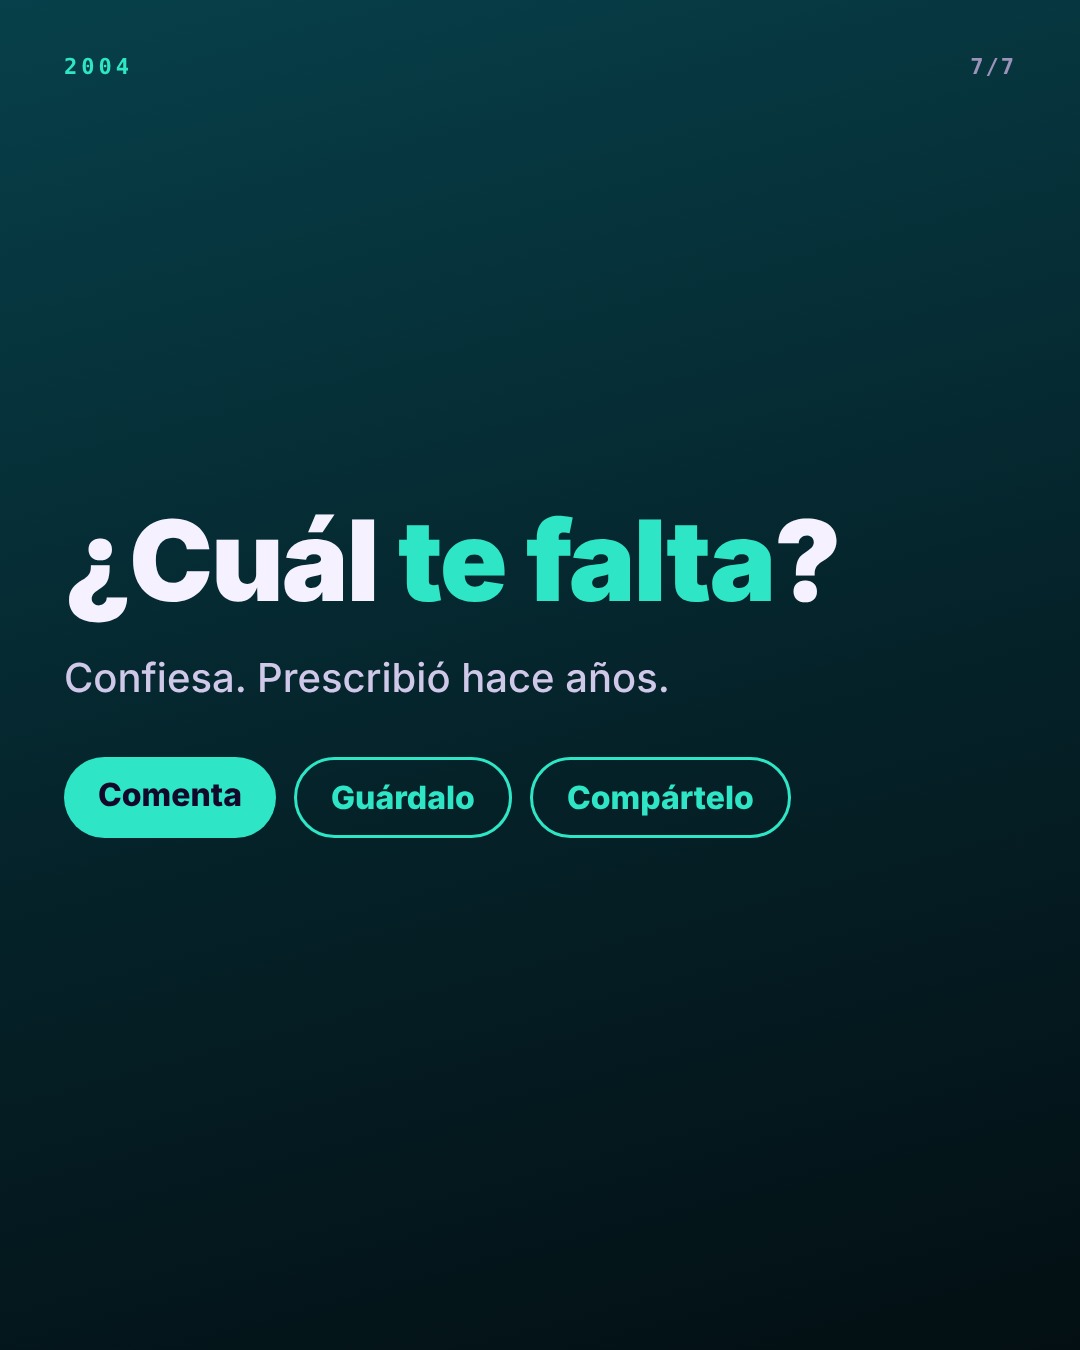 2004
7/7
¿Cuál te falta?
Confiesa. Prescribió hace años.
Comenta
Guárdalo
Compártelo